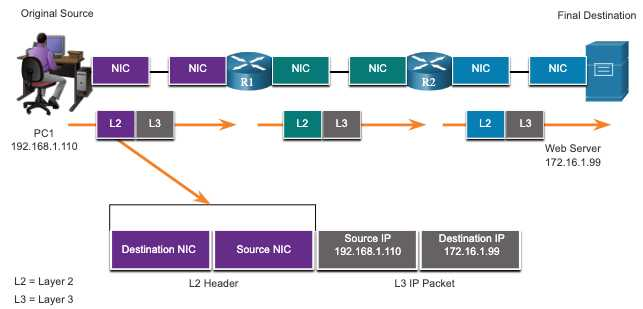 Original Source
Final Destination
NIC
NIC
R1
NIC
NIC
R2
NIC
NIC
L2
L3
L2
L3
L2
L3
PC1
192.168.1.110
Web Server
172.16.1.99
Destination NIC
Source NIC
Source IP
192.168.1.110
Destination IP
172.16.1.99
L2 Header
L3 IP Packet
L2 = Layer 2
L3 = Layer 3